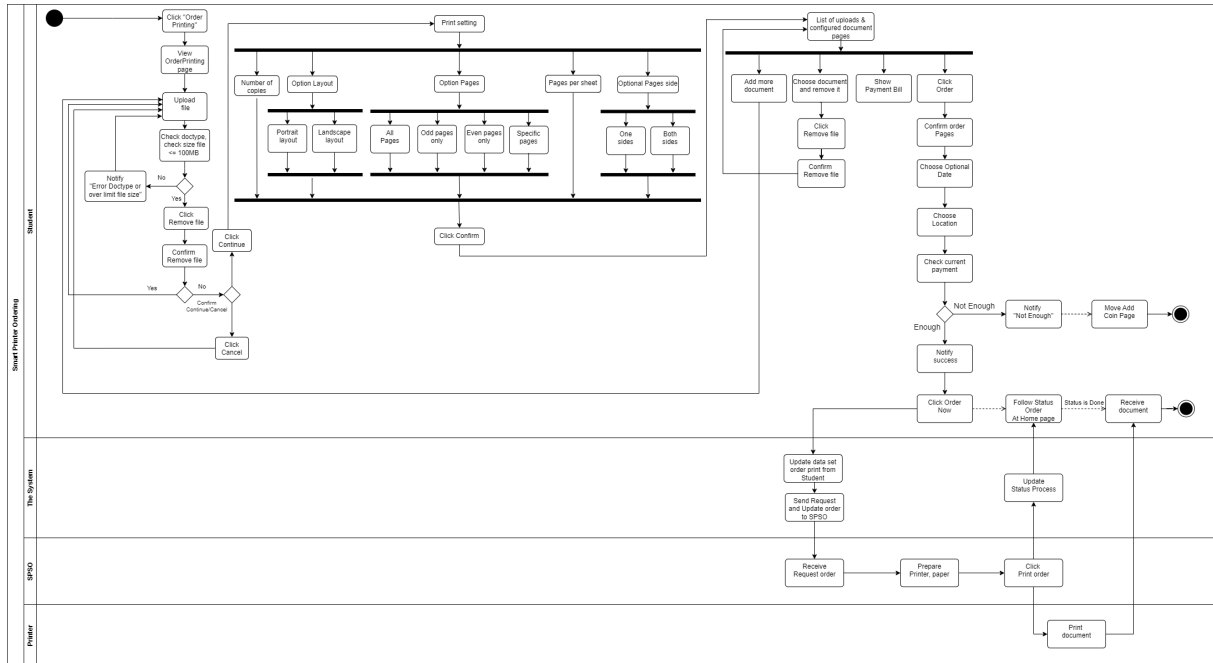 Smart Printer Ordering
Student
Click "Order
Printing"
View
OrderPrinting
page
Upload
file
Check doctype,
check size file
<= 100MB
Notify
"Error Doctype or
over limit file size"
No
Yes
Click
Remove file
Confirm
Remove file
Yes
No
Confirm
Continue/Cancel
Click
Continue
Click
Cancel
Print setting
Number of
copies
Option Layout
Option Pages
Pages per sheet
Optional Pages side
Portrait
layout
Landscape
layout
All
Pages
Odd pages
only
Even pages
only
Specific
pages
One
sides
Both
sides
Click Confirm
List of uploads &
configured document
pages
Add more
document
Choose document
and remove it
Show
Payment Bill
Click
Order
Click
Remove file
Confirm
Remove file
Confirm order
Pages
Choose Optional
Date
Choose
Location
Check current
payment
Not Enough
Enough
Notify
"Not Enough"
Move Add
Coin Page
Notify
success
Click Order
Now
Follow Status
Order
At Home page
Status is Done
Receive
document
The System
Update data set
order print from
Student
Send Request
and Update order
to SPSO
Update
Status Process
SPSO
Receive
Request order
Prepare
Printer, paper
Click
Print order
Printer
Print
document